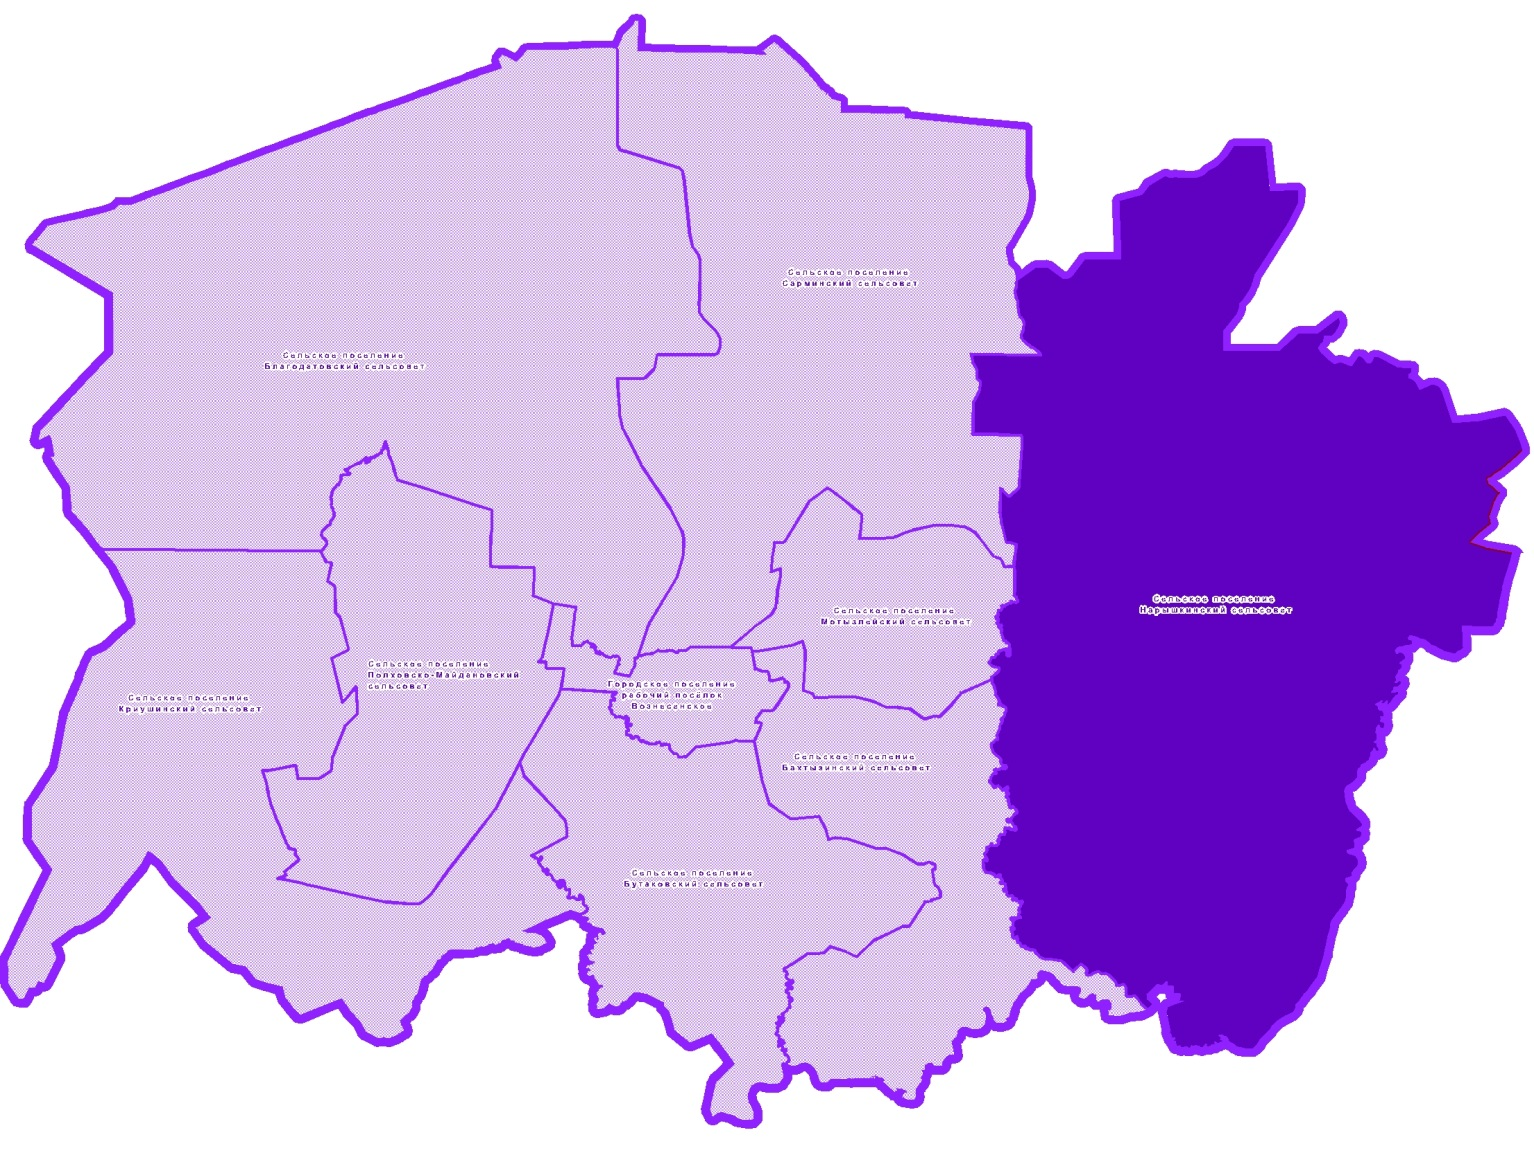 Сельское поселение
Сарминский сельсовет
Сельское поселение
Благодатовский сельсовет
Сельское поселение
Нарышкинский сельсовет
Сельское поселение
Мотызлейский сельсовет
Сельское поселение
Полховско-Майдановский
сельсовет
Городское поселение
рабочий посёлок
Вознесенское
Сельское поселение
Криушинский сельсовет
Сельское поселение
Бахтызинский сельсовет
Сельское поселение
Бутаковский сельсовет